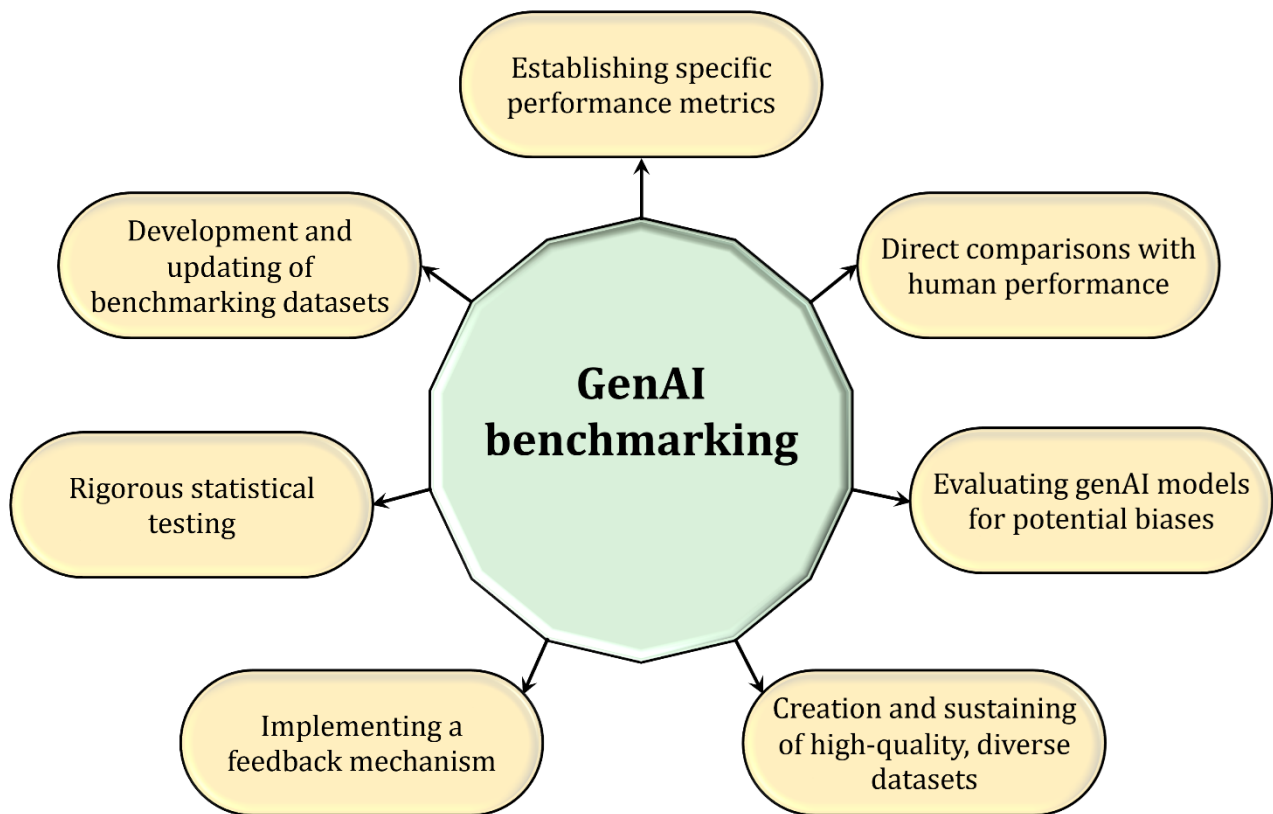 Establishing specific
performance metrics
Development and
updating of
benchmarking datasets
Direct comparisons with
human performance
GenAI
benchmarking
Rigorous statistical
testing
Evaluating genAI models
for potential biases
Implementing a
feedback mechanism
Creation and sustaining
of high-quality, diverse
datasets